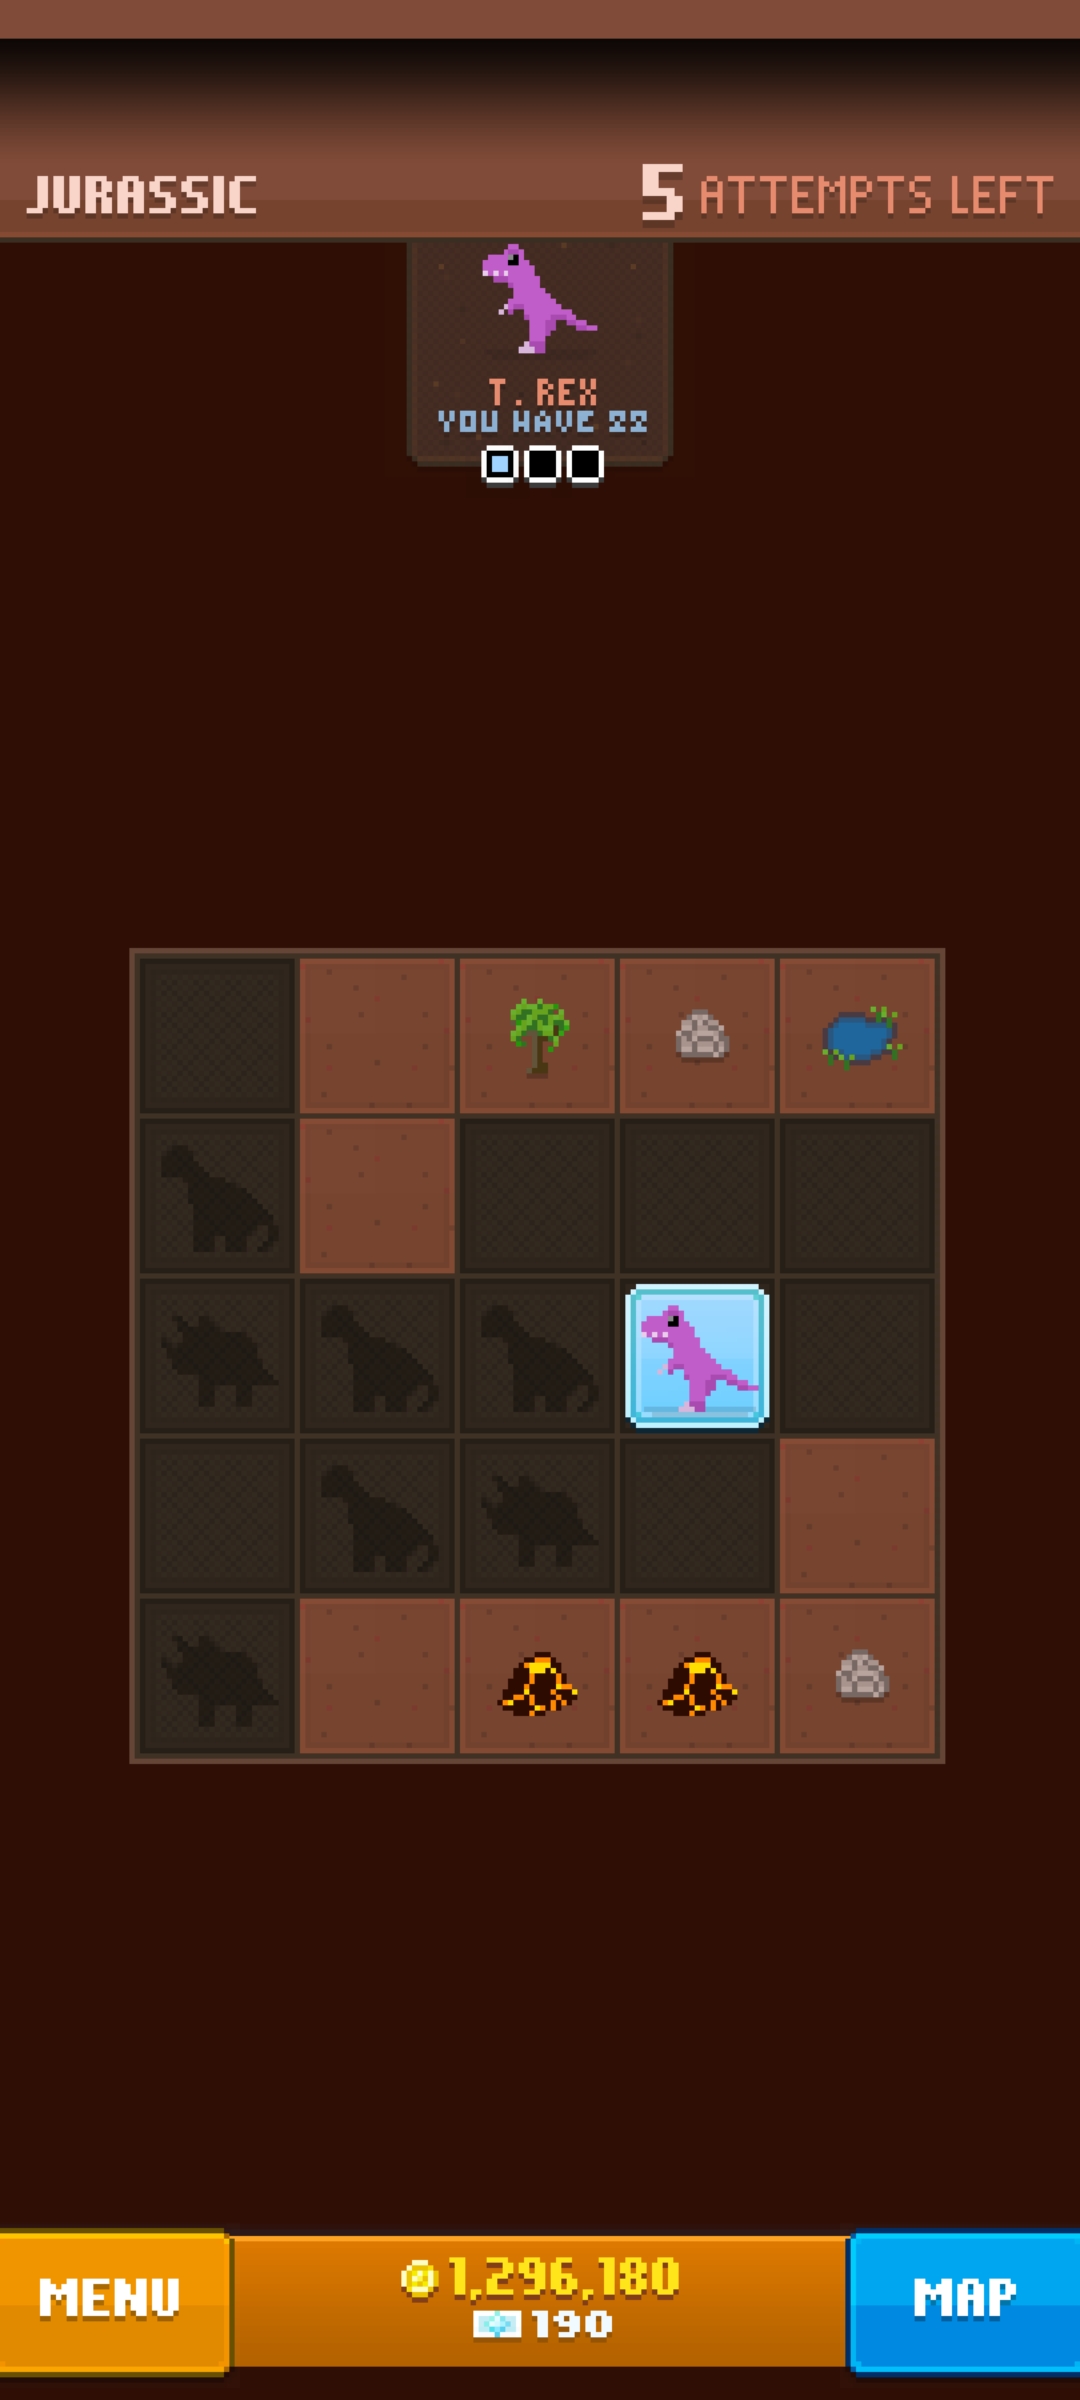 JURASSIC
5 ATTEMPTS LEFT
T. REX
YOU HAVE 22
1,296,180
190
MENU
MAP